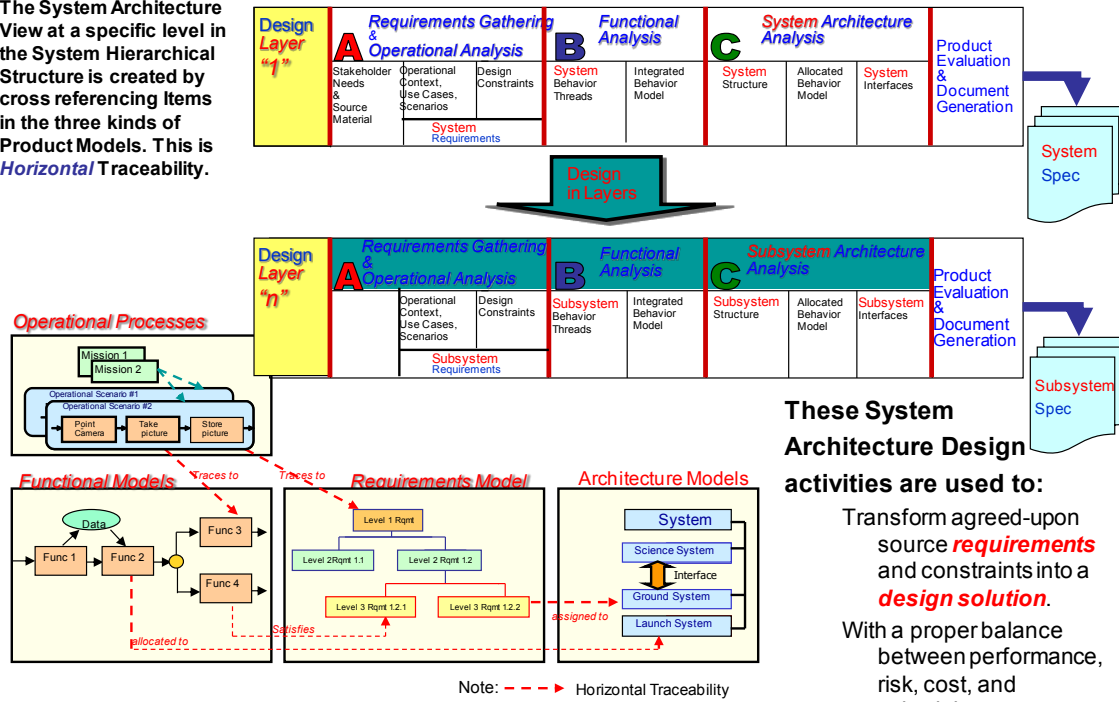 The System Architecture
View at a specific level in
the System Hierarchical
Structure is created by
cross referencing Items
in the three kinds of
Product Models. This is
Horizontal Traceability.
Design
Layer
“1”
A
Requirements Gathering
&
Operational Analysis
B
Functional
Analysis
C
System Architecture
Analysis
Stakeholder
Needs
&
Source
Material
Operational
Context,
Use Cases,
Scenarios
Design
Constraints
System
Requirements
System
Behavior
Threads
Integrated
Behavior
Model
System
Structure
Allocated
Behavior
Model
System
Interfaces
Product
Evaluation
&
Document
Generation
System
Spec
Design
in Layers
Design
Layer
“n”
A
Requirements Gathering
&
Operational Analysis
B
Functional
Analysis
C
Subsystem Architecture
Analysis
Operational
Context,
Use Cases,
Scenarios
Design
Constraints
Subsystem
Requirements
Subsystem
Behavior
Threads
Integrated
Behavior
Model
Subsystem
Structure
Allocated
Behavior
Model
Subsystem
Interfaces
Product
Evaluation
&
Document
Generation
Subsystem
Spec
Operational Processes
Mission 1
Mission 2
Operational Scenario #1
Operational Scenario #2
Point
Camera
Take
picture
Store
picture
Traces to
Traces to
Functional Models
Data
Func 1
Func 2
Func 3
Func 4
allocated to
Satisfies
Requirements Model
Level 1 Rqmt
Level 2Rqmt 1.1
Level 2 Rqmt 1.2
Level 3 Rqmt 1.2.1
Level 3 Rqmt 1.2.2
assigned to
Architecture Models
System
Science System
Interface
Ground System
Launch System
Note:
Horizontal Traceability
These System
Architecture Design
activities are used to:
Transform agreed-upon
source requirements
and constraints into a
design solution.
With a proper balance
between performance,
risk, cost, and